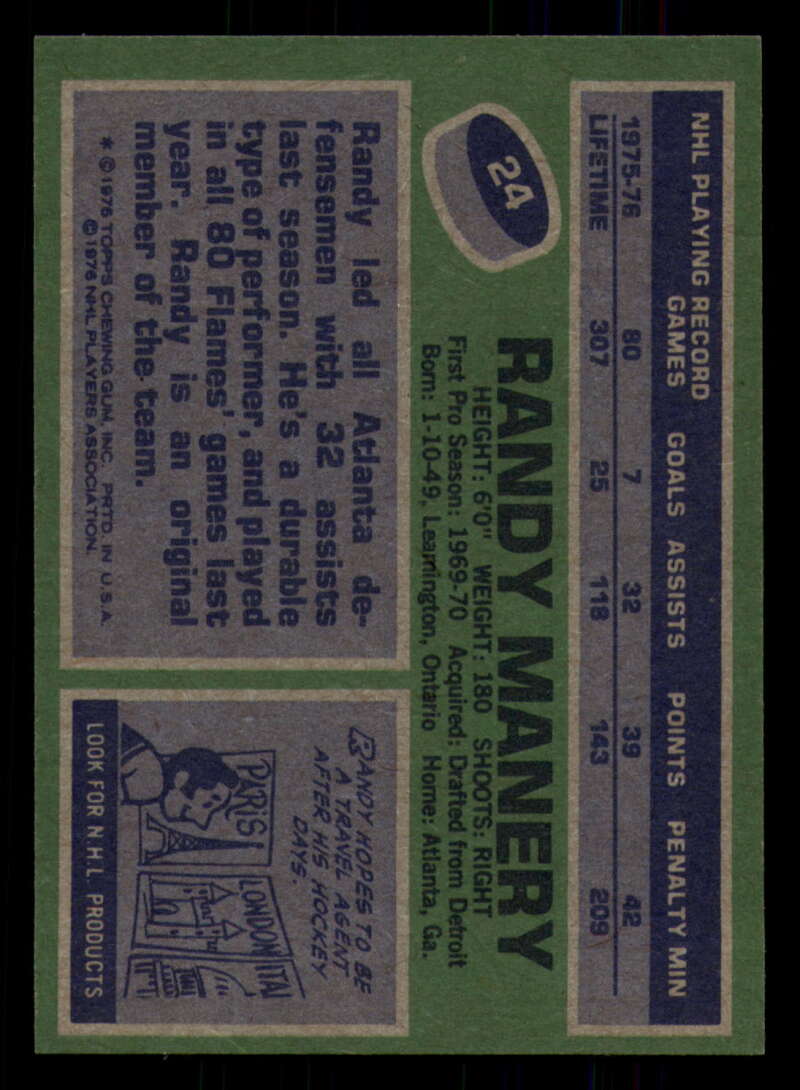 NHL PLAYING RECORD
GAMES GOALS ASSISTS POINTS PENALTY MIN
1975-76 80 7 32 39 42
LIFETIME 307 25 118 143 209
24
RANDY MANERY
HEIGHT: 6'0" WEIGHT: 180 SHOOTS: RIGHT
First Pro Season: 1969-70 Acquired: Drafted from Detroit
Born: 1-10-49, Leamington, Ontario Home: Atlanta, Ga.
Randy led all Atlanta de-
fensemen with 32 assists
last season. He's a durable
type of performer, and played
in all 80 Flames' games last
year. Randy is an original
member of the team.
* ©1976 TOPPS CHEWING GUM, INC. PRTD. IN U.S.A.
©1976 NHL PLAYERS ASSOCIATION.
RANDY HOPES TO BE
A TRAVEL AGENT
AFTER HIS HOCKEY
DAYS.
PARIS!
LONDON
ITAL
LOOK FOR N.H.L. PRODUCTS